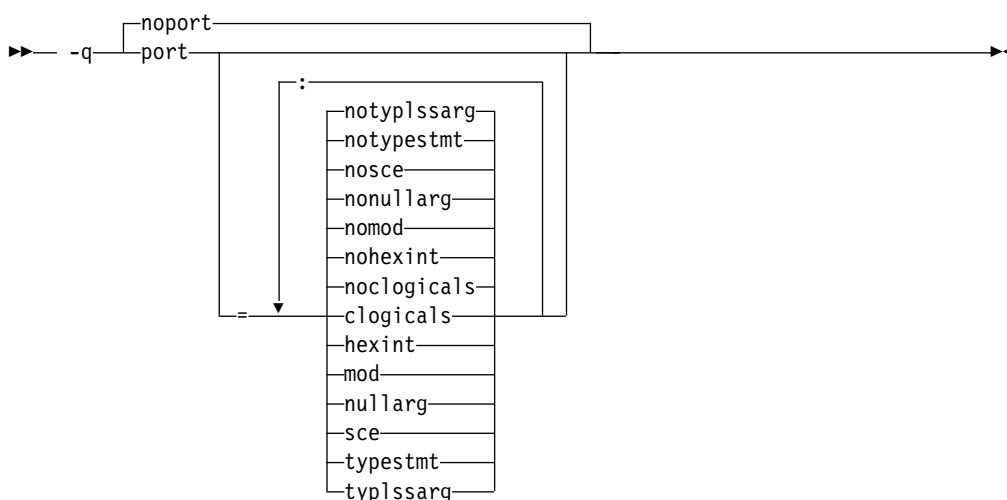 noport
-q port
:
notyplssarg
notypestmt
nosce
nonullarg
nomod
nohexint
noclogicals
= clogicals
hexint
mod
nullarg
sce
typestmt
typlssarg